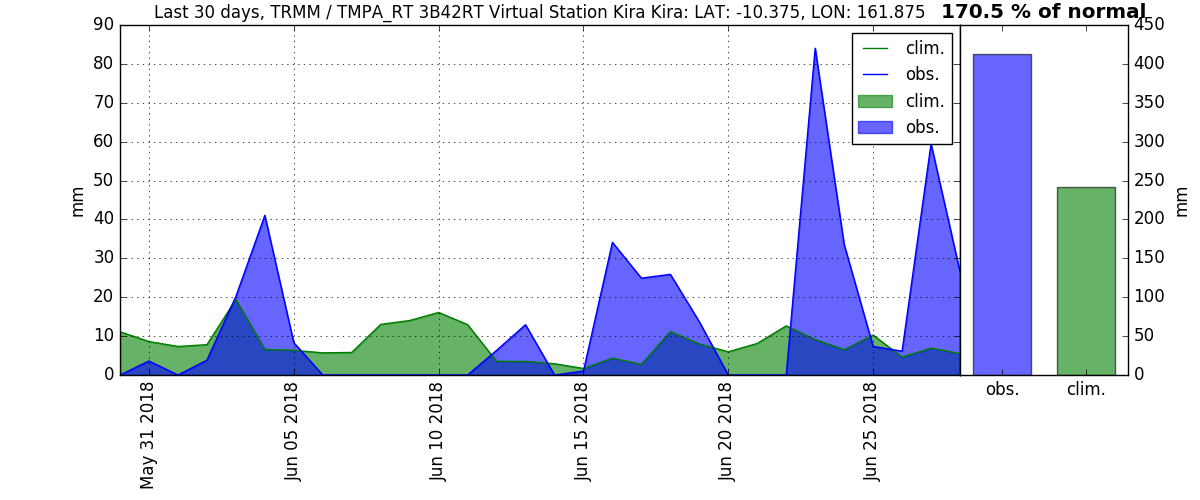 Last 30 days, TRMM / TMPA_RT 3B42RT Virtual Station Kira Kira: LAT: -10.375, LON: 161.875 170.5 % of normal
90
80
70
60
50
40
30
20
10
0
mm
clim.
obs.
clim.
obs.
450
400
350
300
250
200
150
100
50
0
mm
May 31 2018
Jun 05 2018
Jun 10 2018
Jun 15 2018
Jun 20 2018
Jun 25 2018
obs.
clim.